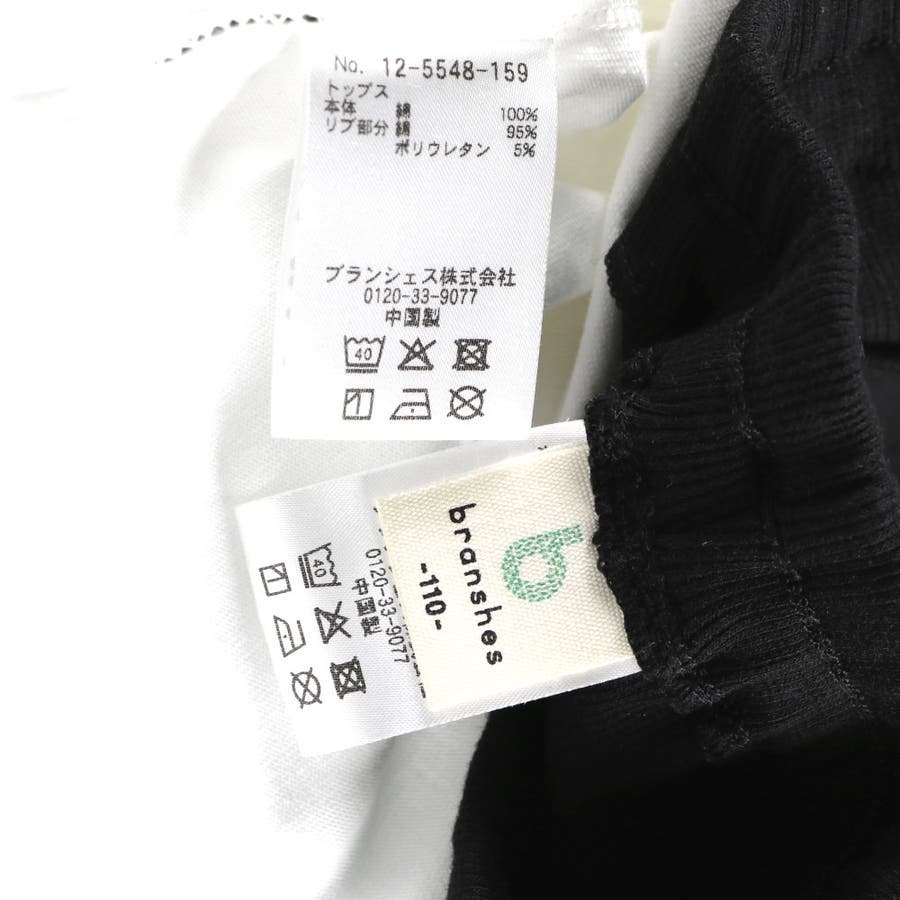 No. 12-5548-159
トップス
本体 綿 100%
リブ部分 綿 95%
ポリウレタン 5%
ブランシェス株式会社
0120-33-9077
中国製
40
b
branshes
-110-
0120-33-9077
中国製
40